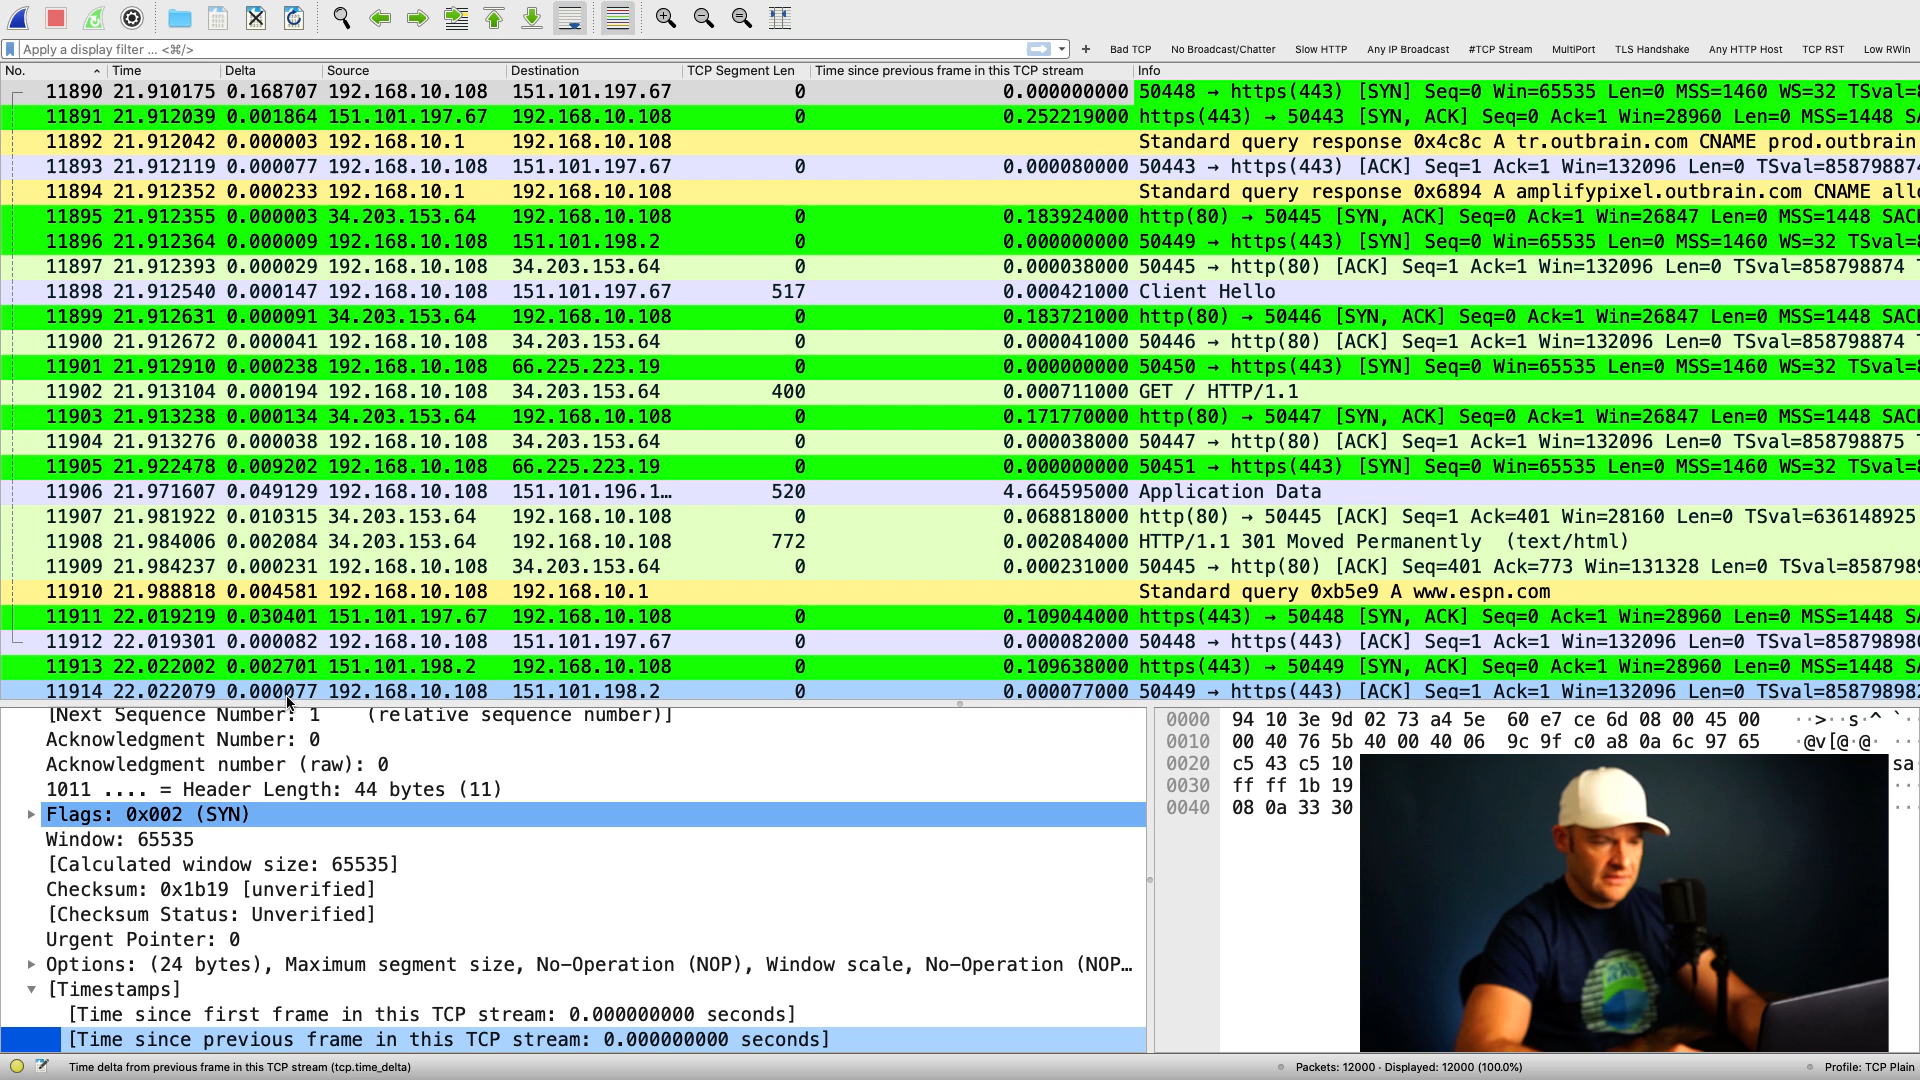 Apply a display filter ... <⌘/>
+ Bad TCP No Broadcast/Chatter Slow HTTP Any IP Broadcast #TCP Stream MultiPort TLS Handshake Any HTTP Host TCP RST Low RWin
No. Time Delta Source Destination TCP Segment Len Time since previous frame in this TCP stream Info
11890 21.910175 0.168707 192.168.10.108 151.101.197.67 0 0.000000000 50448 → https(443) [SYN] Seq=0 Win=65535 Len=0 MSS=1460 WS=32 TSval=8
11891 21.912039 0.001864 151.101.197.67 192.168.10.108 0 0.252219000 https(443) → 50443 [SYN, ACK] Seq=0 Ack=1 Win=28960 Len=0 MSS=1448 SA
11892 21.912042 0.000003 192.168.10.1 192.168.10.108 Standard query response 0x4c8c A tr.outbrain.com CNAME prod.outbrain
11893 21.912119 0.000077 192.168.10.108 151.101.197.67 0 0.000080000 50443 → https(443) [ACK] Seq=1 Ack=1 Win=132096 Len=0 TSval=858798874
11894 21.912352 0.000233 192.168.10.1 192.168.10.108 Standard query response 0x6894 A amplifypixel.outbrain.com CNAME all
11895 21.912355 0.000003 34.203.153.64 192.168.10.108 0 0.183924000 http(80) → 50445 [SYN, ACK] Seq=0 Ack=1 Win=26847 Len=0 MSS=1448 SAC
11896 21.912364 0.000009 192.168.10.108 151.101.198.2 0 0.000000000 50449 → https(443) [SYN] Seq=0 Win=65535 Len=0 MSS=1460 WS=32 TSval=8
11897 21.912393 0.000029 192.168.10.108 34.203.153.64 0 0.000038000 50445 → http(80) [ACK] Seq=1 Ack=1 Win=132096 Len=0 TSval=858798874 T
11898 21.912540 0.000147 192.168.10.108 151.101.197.67 517 0.000421000 Client Hello
11899 21.912631 0.000091 34.203.153.64 192.168.10.108 0 0.183721000 http(80) → 50446 [SYN, ACK] Seq=0 Ack=1 Win=26847 Len=0 MSS=1448 SAC
11900 21.912672 0.000041 192.168.10.108 34.203.153.64 0 0.000041000 50446 → http(80) [ACK] Seq=1 Ack=1 Win=132096 Len=0 TSval=858798874 T
11901 21.912910 0.000238 192.168.10.108 66.225.223.19 0 0.000000000 50450 → https(443) [SYN] Seq=0 Win=65535 Len=0 MSS=1460 WS=32 TSval=8
11902 21.913104 0.000194 192.168.10.108 34.203.153.64 400 0.000711000 GET / HTTP/1.1
11903 21.913238 0.000134 34.203.153.64 192.168.10.108 0 0.171770000 http(80) → 50447 [SYN, ACK] Seq=0 Ack=1 Win=26847 Len=0 MSS=1448 SAC
11904 21.913276 0.000038 192.168.10.108 34.203.153.64 0 0.000038000 50447 → http(80) [ACK] Seq=1 Ack=1 Win=132096 Len=0 TSval=858798875 T
11905 21.922478 0.009202 192.168.10.108 66.225.223.19 0 0.000000000 50451 → https(443) [SYN] Seq=0 Win=65535 Len=0 MSS=1460 WS=32 TSval=8
11906 21.971607 0.049129 192.168.10.108 151.101.196.1… 520 4.664595000 Application Data
11907 21.981922 0.010315 34.203.153.64 192.168.10.108 0 0.068818000 http(80) → 50445 [ACK] Seq=1 Ack=401 Win=28160 Len=0 TSval=636148925
11908 21.984006 0.002084 34.203.153.64 192.168.10.108 772 0.002084000 HTTP/1.1 301 Moved Permanently (text/html)
11909 21.984237 0.000231 192.168.10.108 34.203.153.64 0 0.000231000 50445 → http(80) [ACK] Seq=401 Ack=773 Win=131328 Len=0 TSval=858798
11910 21.988818 0.004581 192.168.10.108 192.168.10.1 Standard query 0xb5e9 A www.espn.com
11911 22.019219 0.030401 151.101.197.67 192.168.10.108 0 0.109044000 https(443) → 50448 [SYN, ACK] Seq=0 Ack=1 Win=28960 Len=0 MSS=1448 SA
11912 22.019301 0.000082 192.168.10.108 151.101.197.67 0 0.000082000 50448 → https(443) [ACK] Seq=1 Ack=1 Win=132096 Len=0 TSval=858798980
11913 22.022002 0.002701 151.101.198.2 192.168.10.108 0 0.109638000 https(443) → 50449 [SYN, ACK] Seq=0 Ack=1 Win=28960 Len=0 MSS=1448 SA
11914 22.022079 0.000077 192.168.10.108 151.101.198.2 0 0.000077000 50449 → https(443) [ACK] Seq=1 Ack=1 Win=132096 Len=0 TSval=858798982
[Next Sequence Number: 1 (relative sequence number)]
Acknowledgment Number: 0
Acknowledgment number (raw): 0
1011 .... = Header Length: 44 bytes (11)
Flags: 0x002 (SYN)
Window: 65535
[Calculated window size: 65535]
Checksum: 0x1b19 [unverified]
[Checksum Status: Unverified]
Urgent Pointer: 0
Options: (24 bytes), Maximum segment size, No-Operation (NOP), Window scale, No-Operation (NOP…
[Timestamps]
[Time since first frame in this TCP stream: 0.000000000 seconds]
[Time since previous frame in this TCP stream: 0.000000000 seconds]
0000 94 10 3e 9d 02 73 a4 5e 60 e7 ce 6d 08 00 45 00 ··>··s·^ `··
0010 00 40 76 5b 40 00 40 06 9c 9f c0 a8 0a 6c 97 65 ·@v[@·@· ···
0020 c5 43 c5 10 sa
0030 ff ff 1b 19
0040 08 0a 33 30
Time delta from previous frame in this TCP stream (tcp.time_delta)
Packets: 12000 · Displayed: 12000 (100.0%)
Profile: TCP Plain